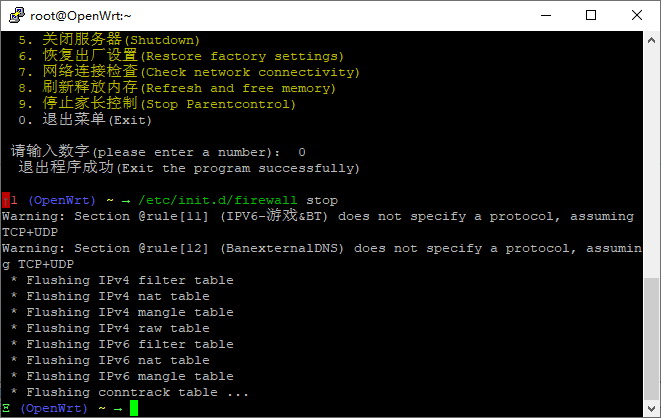 root@OpenWrt:~
5. 关闭服务器(Shutdown)
6. 恢复出厂设置(Restore factory settings)
7. 网络连接检查(Check network connectivity)
8. 刷新释放内存(Refresh and free memory)
9. 停止家长控制(Stop Parentcontrol)
0. 退出菜单(Exit)
请输入数字(please enter a number): 0
退出程序成功(Exit the program successfully)
↑1 (OpenWrt) ~ → /etc/init.d/firewall stop
Warning: Section @rule[11] (IPV6-游戏&BT) does not specify a protocol, assuming
TCP+UDP
Warning: Section @rule[12] (BanexternalDNS) does not specify a protocol, assumin
g TCP+UDP
* Flushing IPv4 filter table
* Flushing IPv4 nat table
* Flushing IPv4 mangle table
* Flushing IPv4 raw table
* Flushing IPv6 filter table
* Flushing IPv6 nat table
* Flushing IPv6 mangle table
* Flushing conntrack table ...
(OpenWrt) ~ →